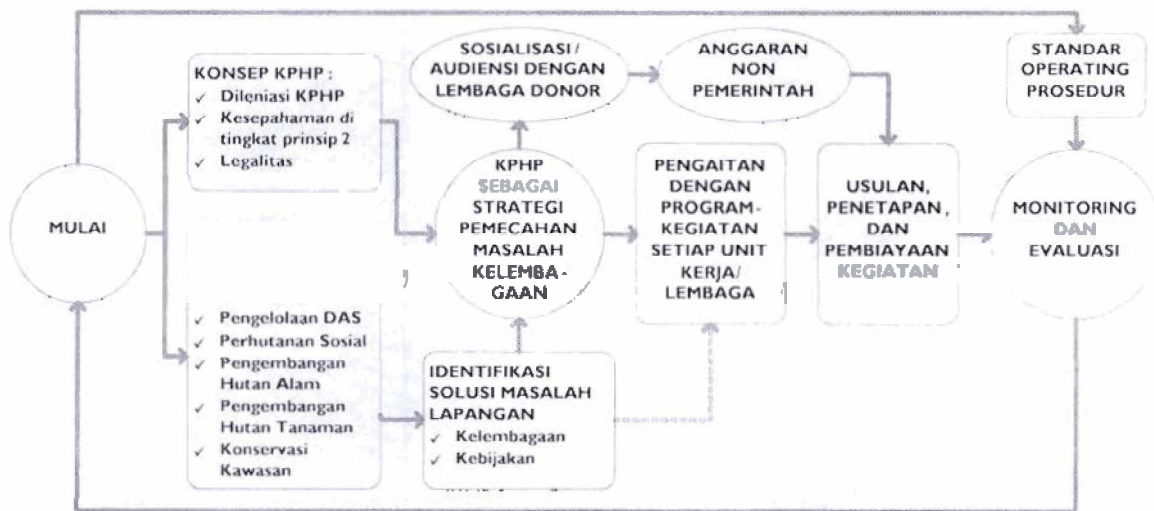 MULAI
KONSEP KPHP :
✓ Dileniasi KPHP
✓ Kesepahaman di
tingkat prinsip 2
✓ Legalitas
✓ Pengelolaan DAS
✓ Perhutanan Sosial
✓ Pengembangan
Hutan Alam
✓ Pengembangan
Hutan Tanaman
✓ Konservasi
Kawasan
SOSIALISASI /
AUDIENSI DENGAN
LEMBAGA DONOR
KPHP
SEBAGAI
STRATEGI
PEMECAHAN
MASALAH
KELEMBA-
GAAN
IDENTIFIKASI
SOLUSI MASALAH
LAPANGAN
✓ Kelembagaan
✓ Kebijakan
ANGGARAN
NON
PEMERINTAH
PENGAITAN
DENGAN
PROGRAM-
KEGIATAN
SETIAP UNIT
KERJA/
LEMBAGA
USULAN,
PENETAPAN,
DAN
PEMBIAYAAN
KEGIATAN
STANDAR
OPERATING
PROSEDUR
MONITORING
DAN
EVALUASI